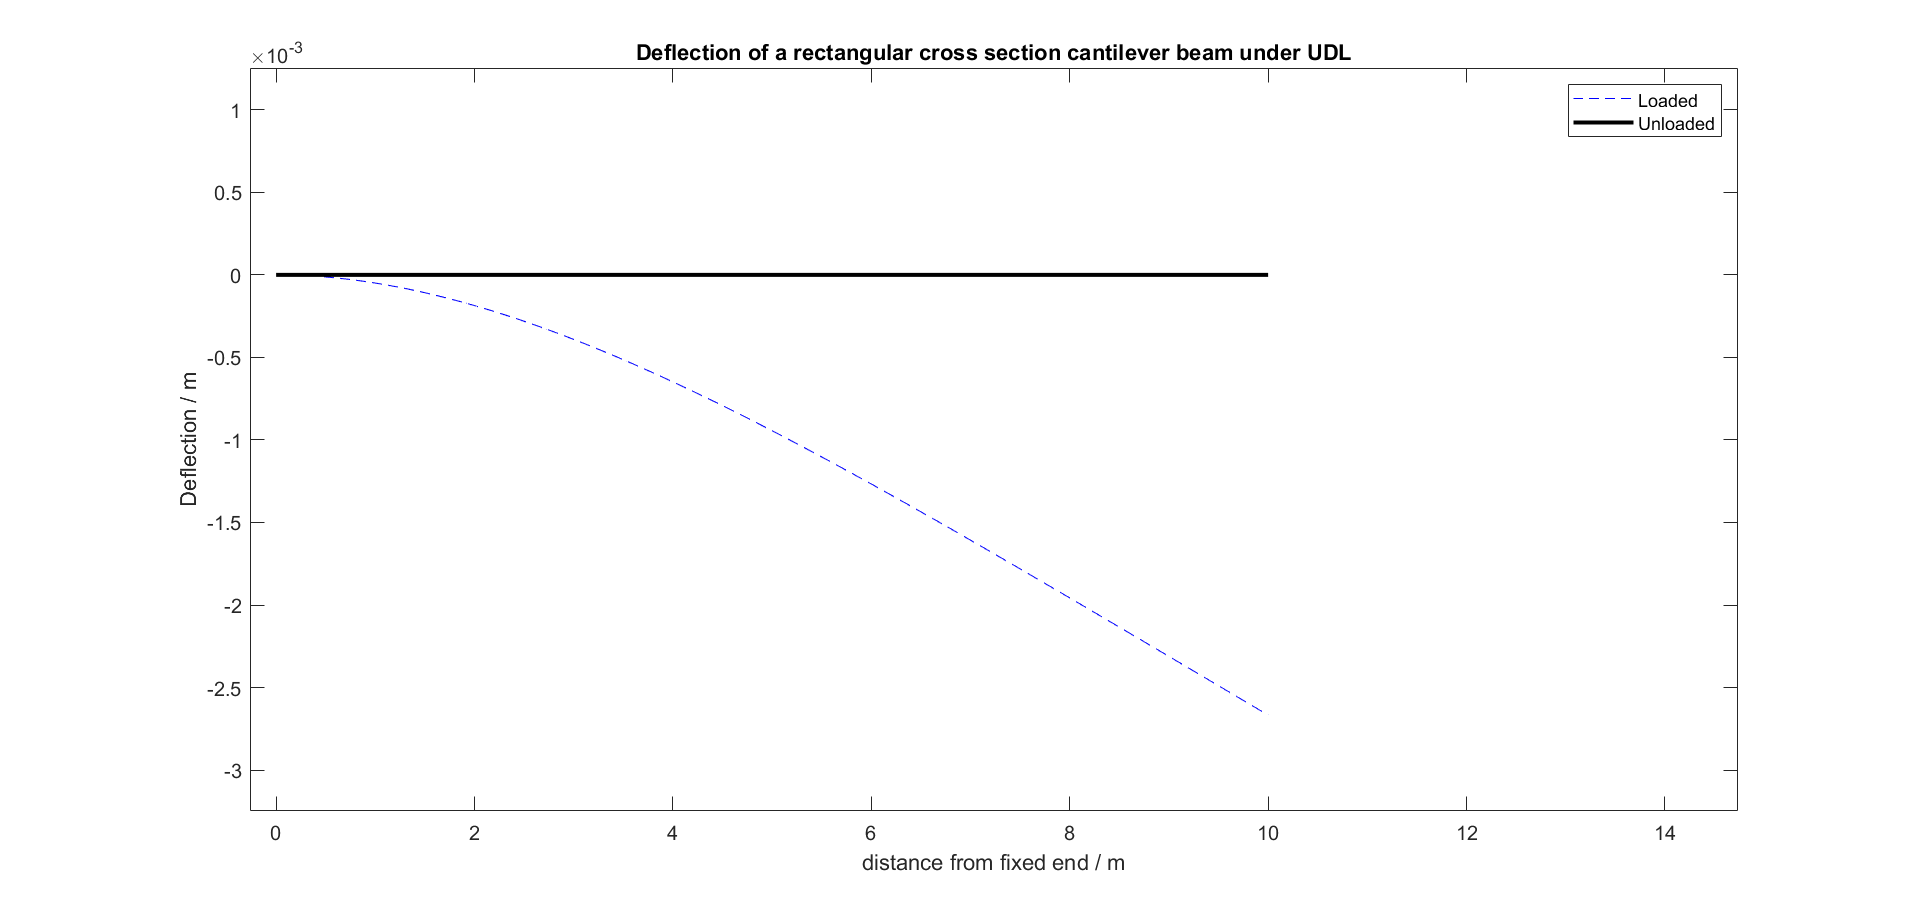 ×10-3
Deflection of a rectangular cross section cantilever beam under UDL
Loaded
Unloaded
1
0.5
0
-0.5
-1
-1.5
-2
-2.5
-3
Deflection / m
0 2 4 6 8 10 12 14
distance from fixed end / m